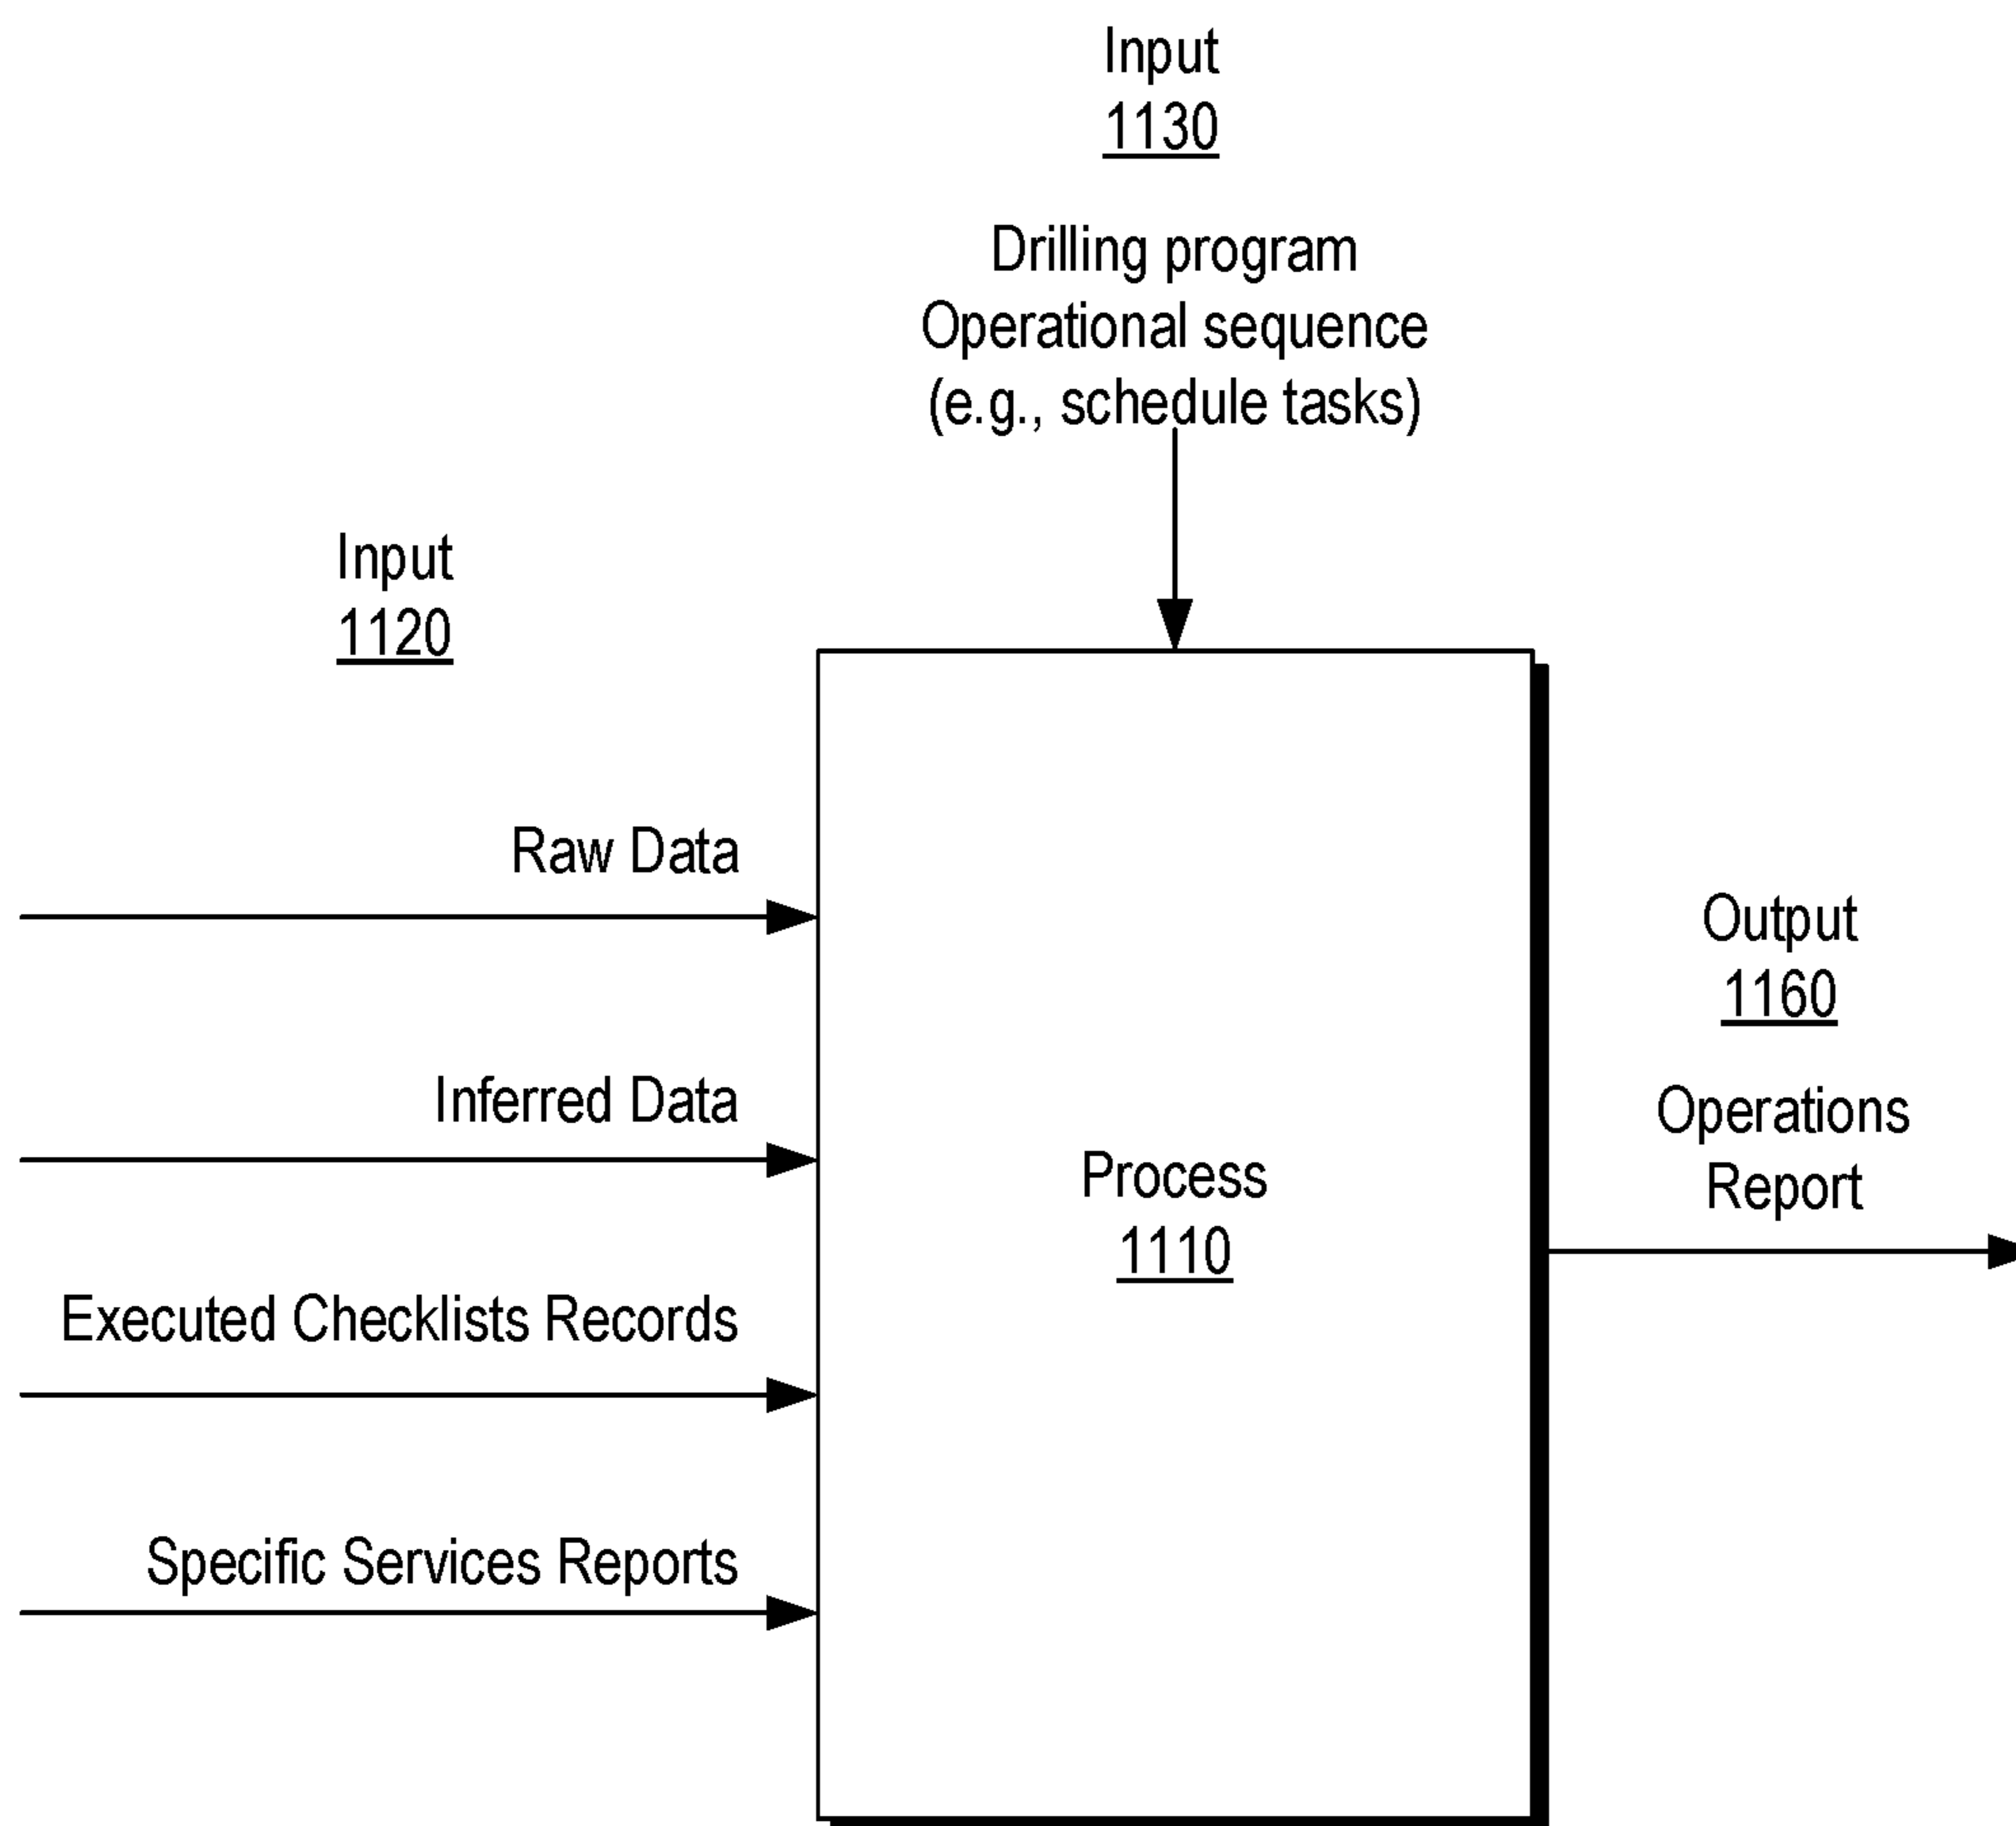 Input
1130
Drilling program
Operational sequence
(e.g., schedule tasks)
Input
1120
Raw Data
Inferred Data
Executed Checklists Records
Specific Services Reports
Process
1110
Output
1160
Operations
Report